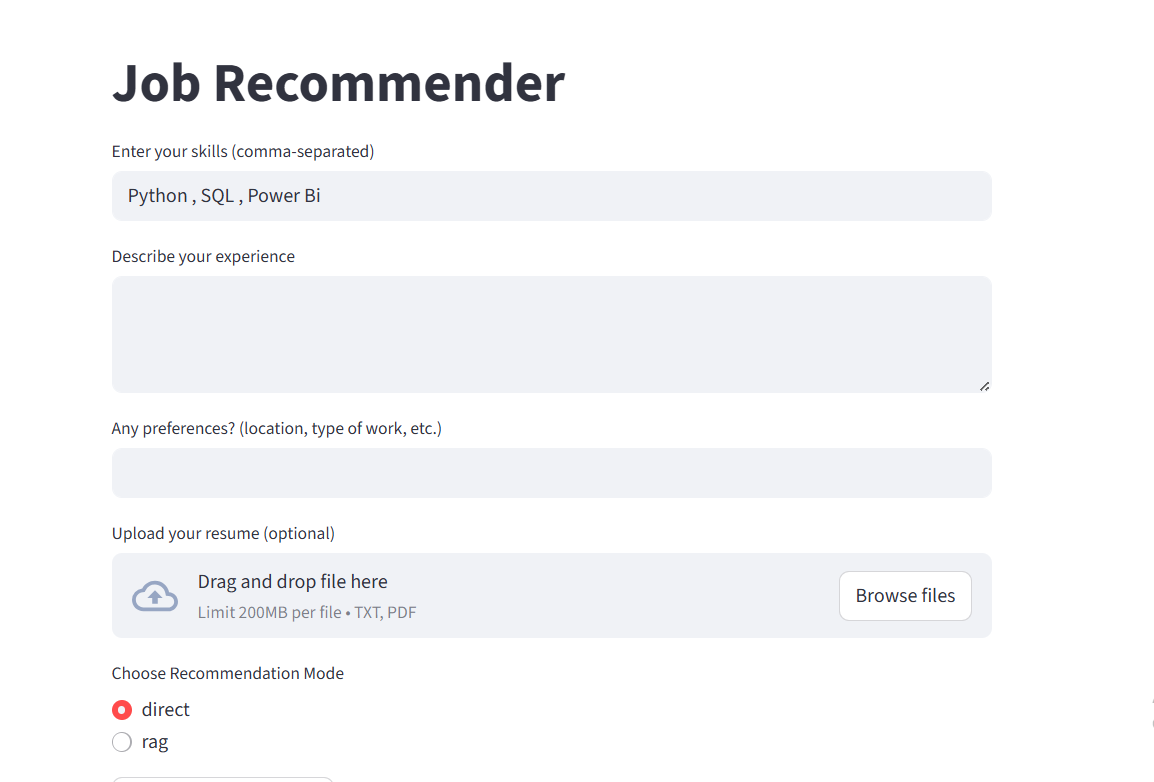 Job Recommender
Enter your skills (comma-separated)
Python , SQL , Power Bi
Describe your experience
Any preferences? (location, type of work, etc.)
Upload your resume (optional)
Drag and drop file here
Limit 200MB per file • TXT, PDF
Browse files
Choose Recommendation Mode
direct
rag